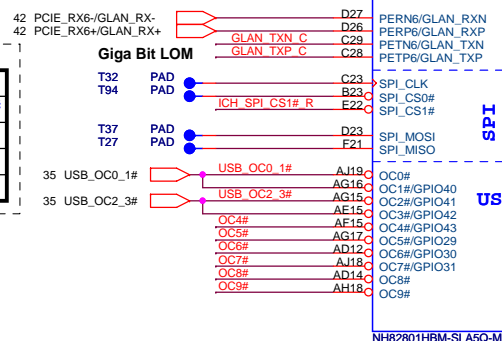 42 PCIE_RX6-/GLAN_RX- D27 PERN6/GLAN_RXN
42 PCIE_RX6+/GLAN_RX+ D26 PERP6/GLAN_RXP
GLAN_TXN_C C29 PETN6/GLAN_TXN
GLAN_TXP_C C28 PETP6/GLAN_TXP
Giga Bit LOM
T32 PAD C23 SPI_CLK
T94 PAD B23 SPI_CS0#
ICH_SPI_CS1#_R E22 SPI_CS1#
SPI
T37 PAD D23 SPI_MOSI
T27 PAD F21 SPI_MISO
35 USB_OC0_1# USB_OC0_1# AJ19 OC0#
AG16 OC1#/GPIO40
35 USB_OC2_3# USB_OC2_3# AG15 OC2#/GPIO41
US
AE15 OC3#/GPIO42
OC4# AF15 OC4#/GPIO43
OC5# AG17 OC5#/GPIO29
OC6# AD12 OC6#/GPIO30
OC7# AJ18 OC7#/GPIO31
OC8# AD14 OC8#
OC9# AH18 OC9#
NH82801HBM-SLA5Q-M